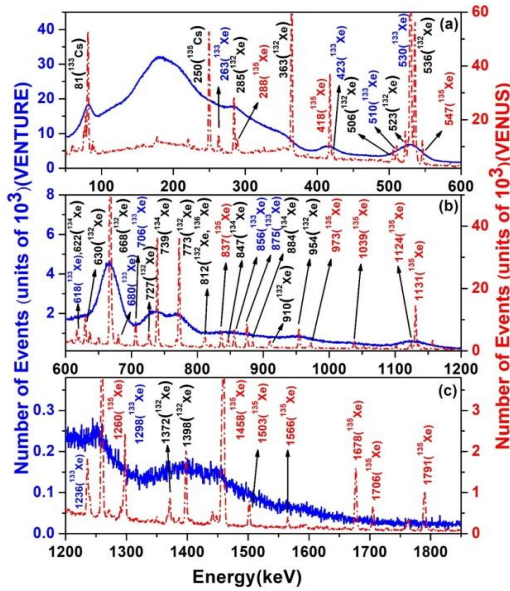 Number of Events (units of 10³)(VENTURE)
Number of Events (units of 10³)(VENUS)
(a)
40
30
20
10
0
60
45
30
15
0
81(¹³³Cs)
250(¹³⁵Cs)
263(¹³³Xe)
285(¹³²Xe)
288(¹³⁵Xe)
363(¹³²Xe)
418(¹³⁵Xe)
423(¹³³Xe)
506(¹³²Xe)
510(¹³³Xe)
523(¹³²Xe)
530(¹³³Xe)
536(¹³²Xe)
547(¹³⁵Xe)
100 200 300 400 500 600
(b)
6
4
2
1
40
20
0
618(¹³³Xe),622(¹³⁴Xe)
630(¹³²Xe)
668(¹³²Xe)
680(¹³³Xe)
706(¹³³Xe)
727(¹³²Xe)
739(¹³⁴Xe)
773(¹³²Xe)
812(¹³²Xe, ¹³⁶Xe)
837(¹³⁵Xe)
847(¹³⁴Xe)
856(¹³³Xe)
875(¹³³Xe)
884(¹³⁴Xe)
910(¹³²Xe)
954(¹³²Xe)
973(¹³⁵Xe)
1039(¹³⁵Xe)
1124(¹³⁵Xe)
1131(¹³⁵Xe)
600 700 800 900 1000 1100 1200
(c)
0.3
0.2
0.1
0.0
3
2
1
0
1236(¹³³Xe)
1260(¹³⁵Xe)
1298(¹³³Xe)
1372(¹³²Xe)
1398(¹³²Xe)
1458(¹³⁵Xe)
1503(¹³⁵Xe)
1566(¹³⁵Xe)
1678(¹³⁵Xe)
1706(¹³⁵Xe)
1791(¹³⁵Xe)
1200 1300 1400 1500 1600 1700 1800
Energy(keV)